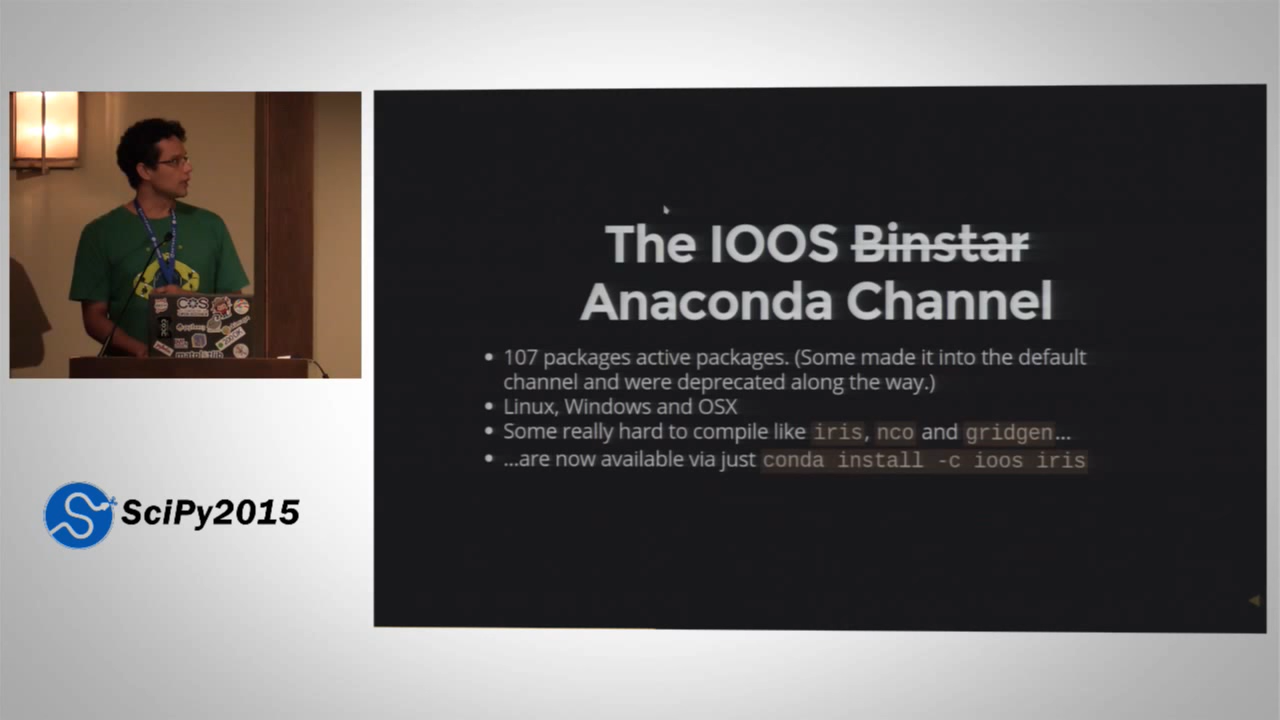 The IOOS Binstar
Anaconda Channel
• 107 packages active packages. (Some made it into the default
channel and were deprecated along the way.)
• Linux, Windows and OSX
• Some really hard to compile like iris, nco and gridgen...
• ...are now available via just conda install -c ioos iris
COS
SciPy2015